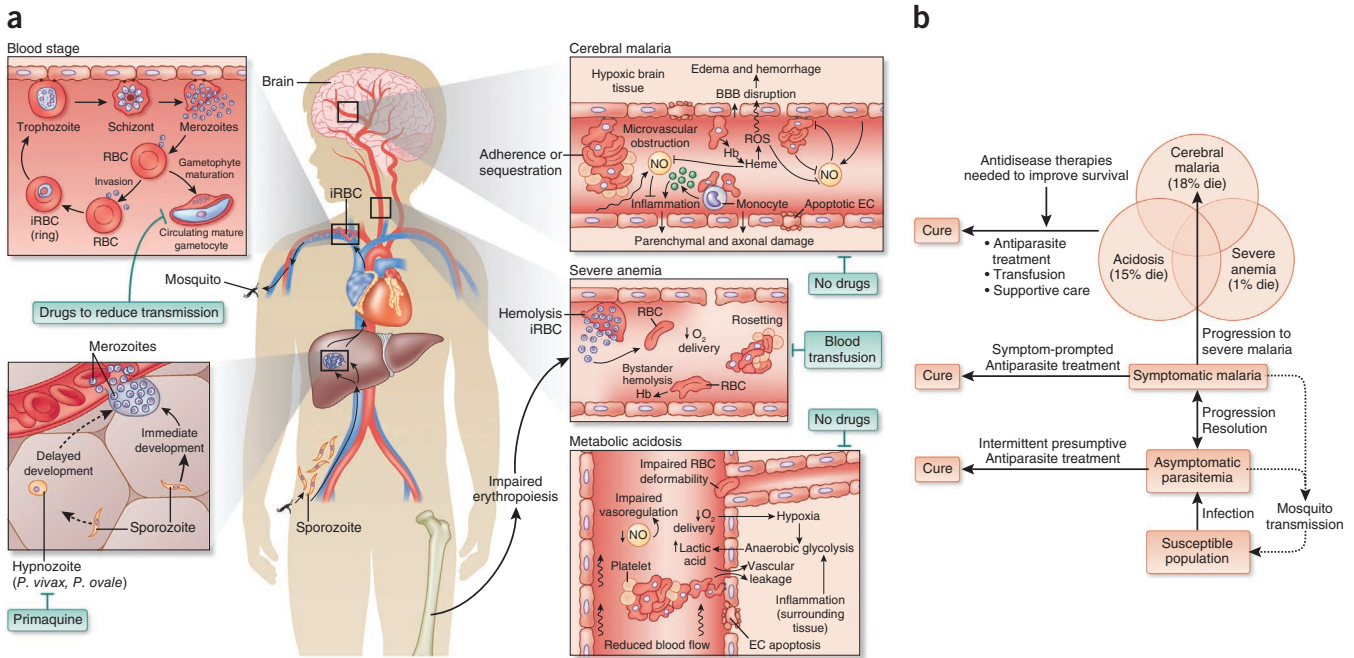 a
Blood stage
Trophozoite
Schizont
Merozoites
RBC
Gametophyte
maturation
Invasion
iRBC
(ring)
RBC
Circulating mature
gametocyte
Drugs to reduce transmission
Merozoites
Immediate
development
Delayed
development
Sporozoite
Hypnozoite
(P. vivax, P. ovale)
Primaquine
Brain
iRBC
Mosquito
Sporozoite
Impaired
erythropoiesis
Adherence or
sequestration
Cerebral malaria
Hypoxic brain
tissue
Edema and hemorrhage
BBB disruption
Microvascular
obstruction
NO
Hb
ROS
Heme
NO
Inflammation
Monocyte
Apoptotic EC
Parenchymal and axonal damage
No drugs
Severe anemia
Hemolysis
iRBC
RBC
↓ O2
delivery
Rosetting
Bystander
hemolysis
Hb
RBC
Blood
transfusion
No drugs
Metabolic acidosis
Impaired RBC
deformability
Impaired
vasoregulation
↓ NO
↓ O2
delivery
Hypoxia
↑ Lactic
acid
Anaerobic glycolysis
Platelet
Vascular
leakage
Inflammation
(surrounding
tissue)
Reduced blood flow
EC apoptosis
b
Antidisease therapies
needed to improve survival
Cerebral
malaria
(18% die)
Acidosis
(15% die)
Severe
anemia
(1% die)
Cure
• Antiparasite
treatment
• Transfusion
• Supportive care
Progression to
severe malaria
Symptom-prompted
Antiparasite treatment
Cure
Symptomatic malaria
Progression
Resolution
Intermittent presumptive
Antiparasite treatment
Cure
Asymptomatic
parasitemia
Mosquito
transmission
Infection
Susceptible
population